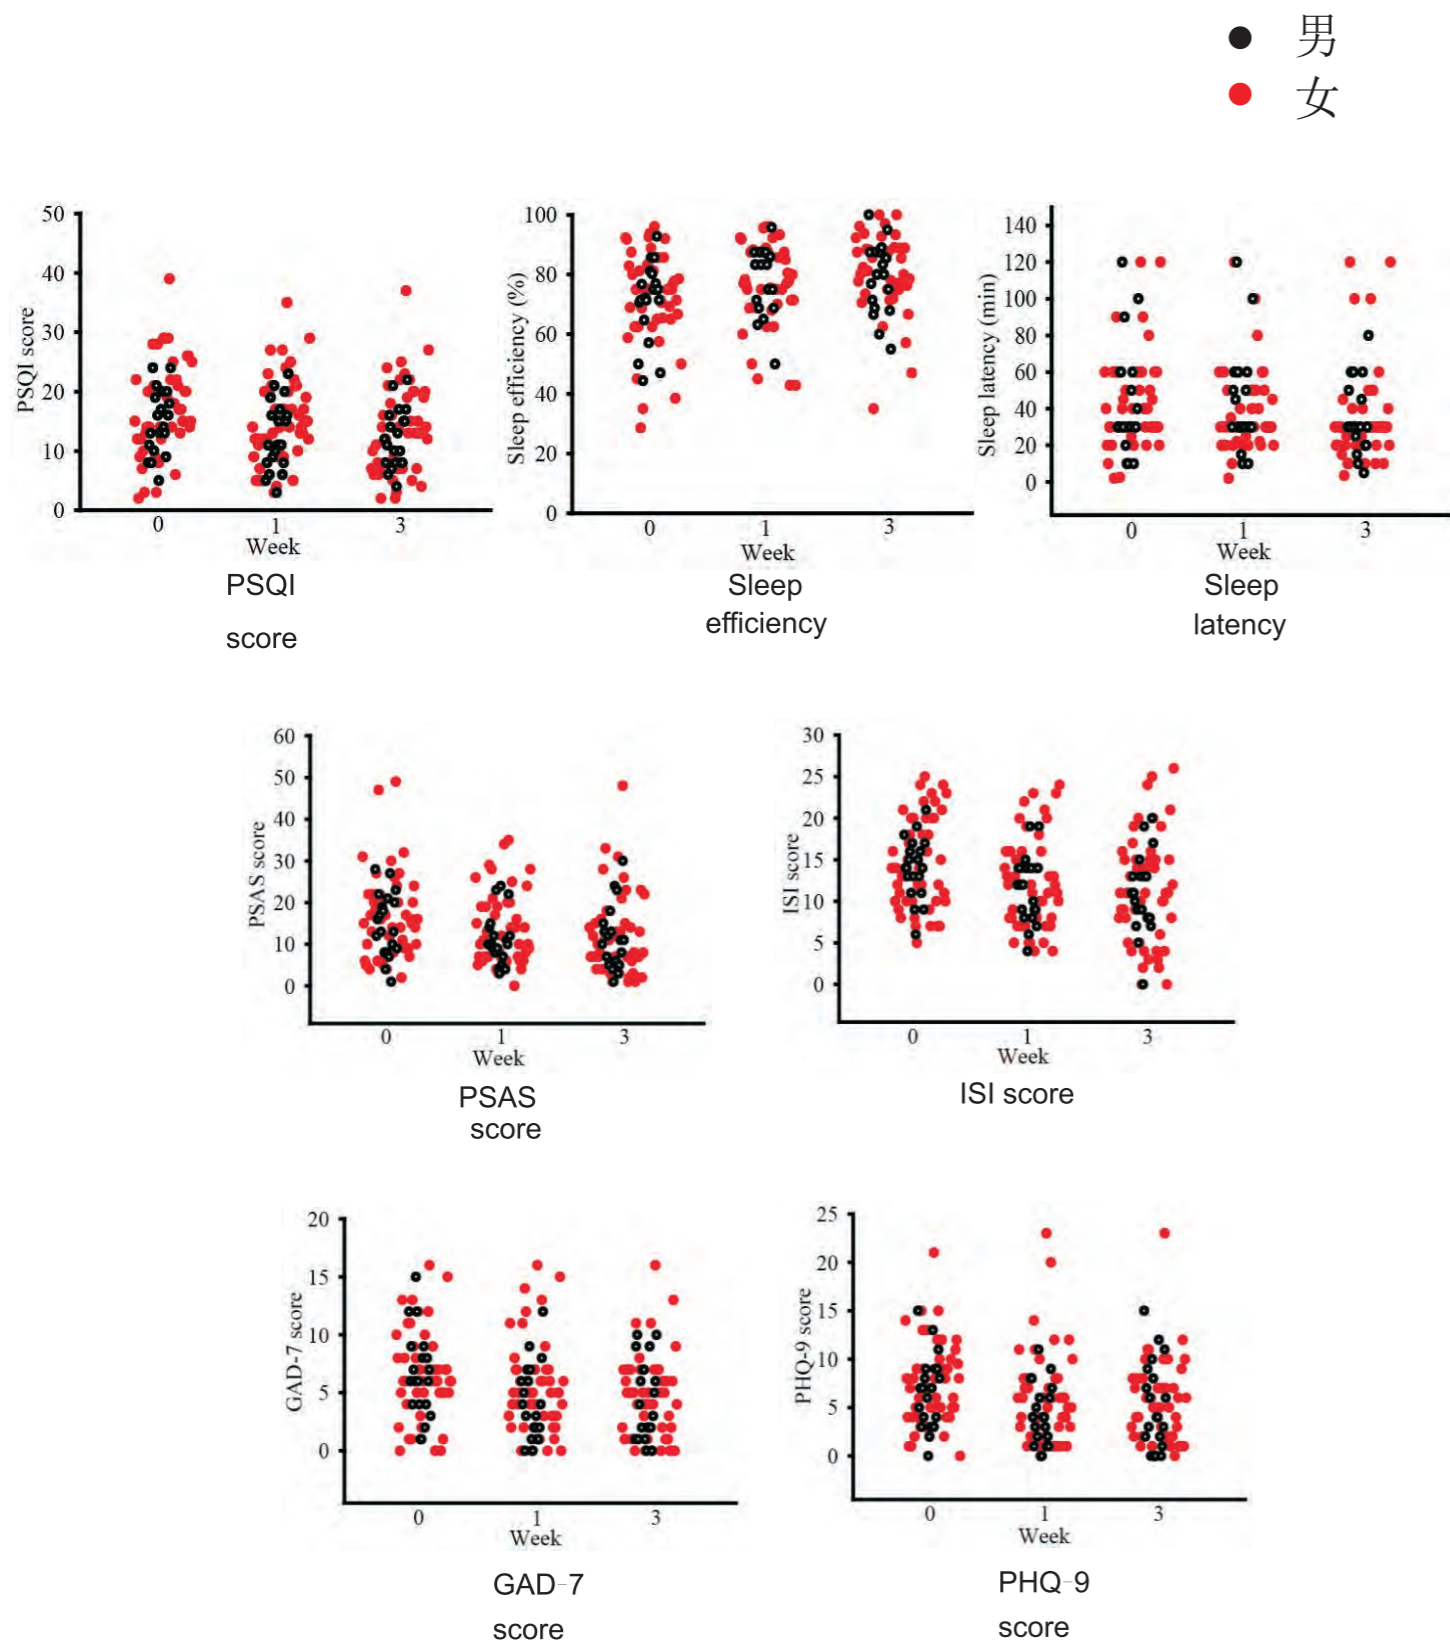 男
女
PSQI score
50
40
30
20
10
0
0 1 3
Week
PSQI
score
Sleep efficiency (%)
100
80
60
40
20
0
0 1 3
Week
Sleep
efficiency
Sleep latency (min)
140
120
100
80
60
40
20
0
0 1 3
Week
Sleep
latency
PSAS score
60
50
40
30
20
10
0
0 1 3
Week
PSAS
score
ISI score
30
25
20
15
10
5
0
0 1 3
Week
ISI score
GAD-7 score
20
15
10
5
0
0 1 3
Week
GAD-7
score
PHQ-9 score
25
20
15
10
5
0
0 1 3
Week
PHQ-9
score